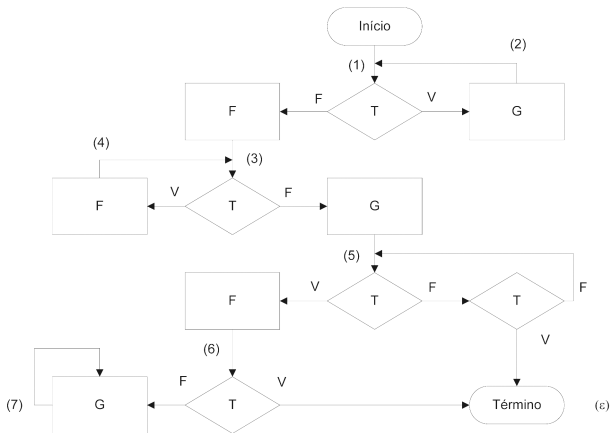 Início
(2)
(1)
F
F
T
V
G
(4)
(3)
F
V
T
F
G
(5)
F
V
T
F
T
F
(6)
V
(7)
G
F
T
V
Término
(ε)